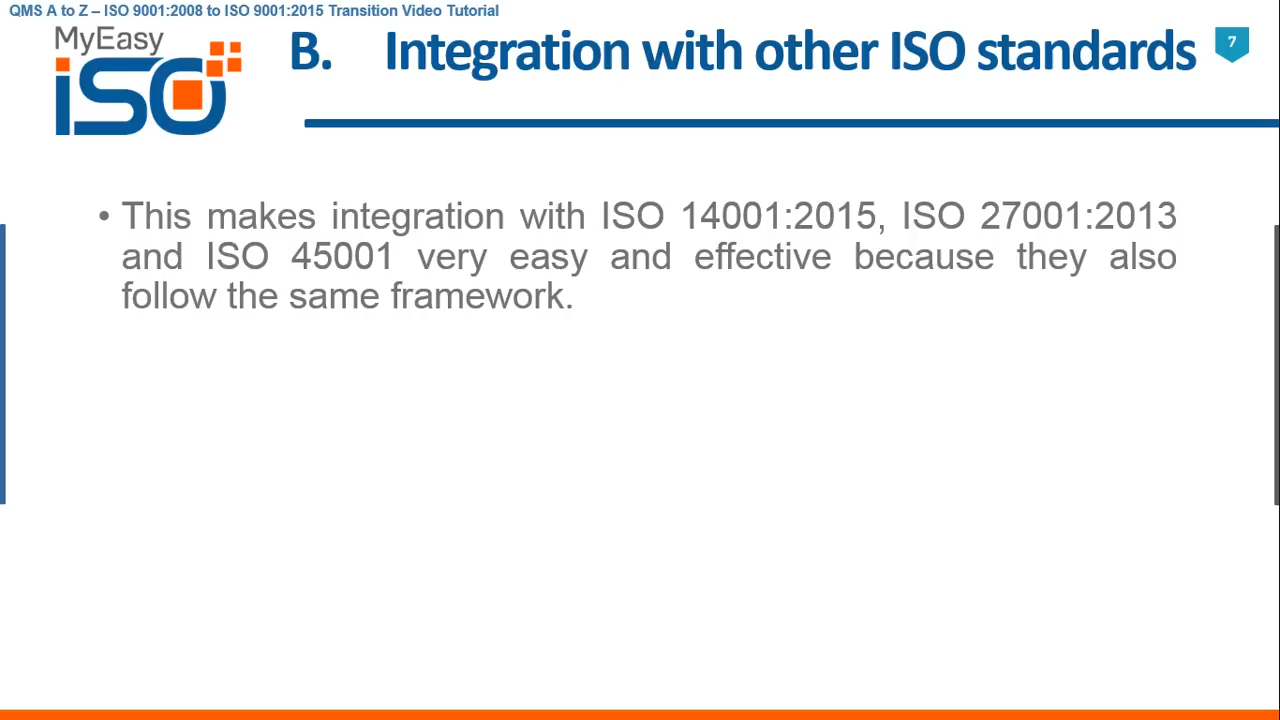 QMS A to Z – ISO 9001:2008 to ISO 9001:2015 Transition Video Tutorial
MyEasy
iSO
B. Integration with other ISO standards
7
• This makes integration with ISO 14001:2015, ISO 27001:2013
and ISO 45001 very easy and effective because they also
follow the same framework.